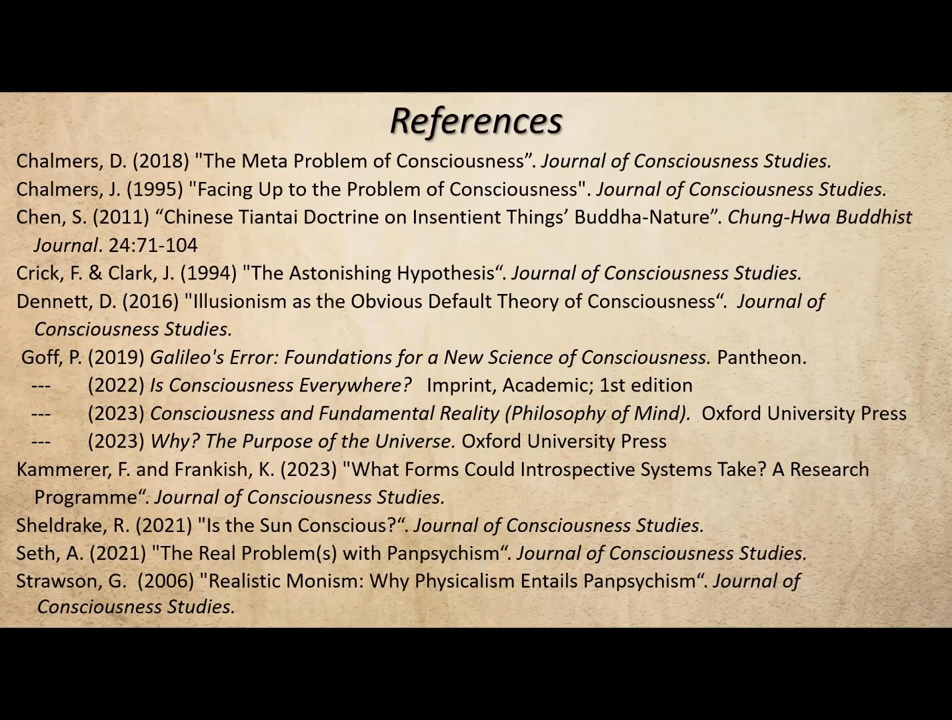 References
Chalmers, D. (2018) "The Meta Problem of Consciousness”. Journal of Consciousness Studies.
Chalmers, J. (1995) "Facing Up to the Problem of Consciousness". Journal of Consciousness Studies.
Chen, S. (2011) “Chinese Tiantai Doctrine on Insentient Things’ Buddha-Nature”. Chung-Hwa Buddhist
Journal. 24:71-104
Crick, F. & Clark, J. (1994) "The Astonishing Hypothesis“. Journal of Consciousness Studies.
Dennett, D. (2016) "Illusionism as the Obvious Default Theory of Consciousness“. Journal of
Consciousness Studies.
Goff, P. (2019) Galileo's Error: Foundations for a New Science of Consciousness. Pantheon.
--- (2022) Is Consciousness Everywhere? Imprint, Academic; 1st edition
--- (2023) Consciousness and Fundamental Reality (Philosophy of Mind). Oxford University Press
--- (2023) Why? The Purpose of the Universe. Oxford University Press
Kammerer, F. and Frankish, K. (2023) "What Forms Could Introspective Systems Take? A Research
Programme“. Journal of Consciousness Studies.
Sheldrake, R. (2021) "Is the Sun Conscious?“. Journal of Consciousness Studies.
Seth, A. (2021) "The Real Problem(s) with Panpsychism“. Journal of Consciousness Studies.
Strawson, G. (2006) "Realistic Monism: Why Physicalism Entails Panpsychism“. Journal of
Consciousness Studies.